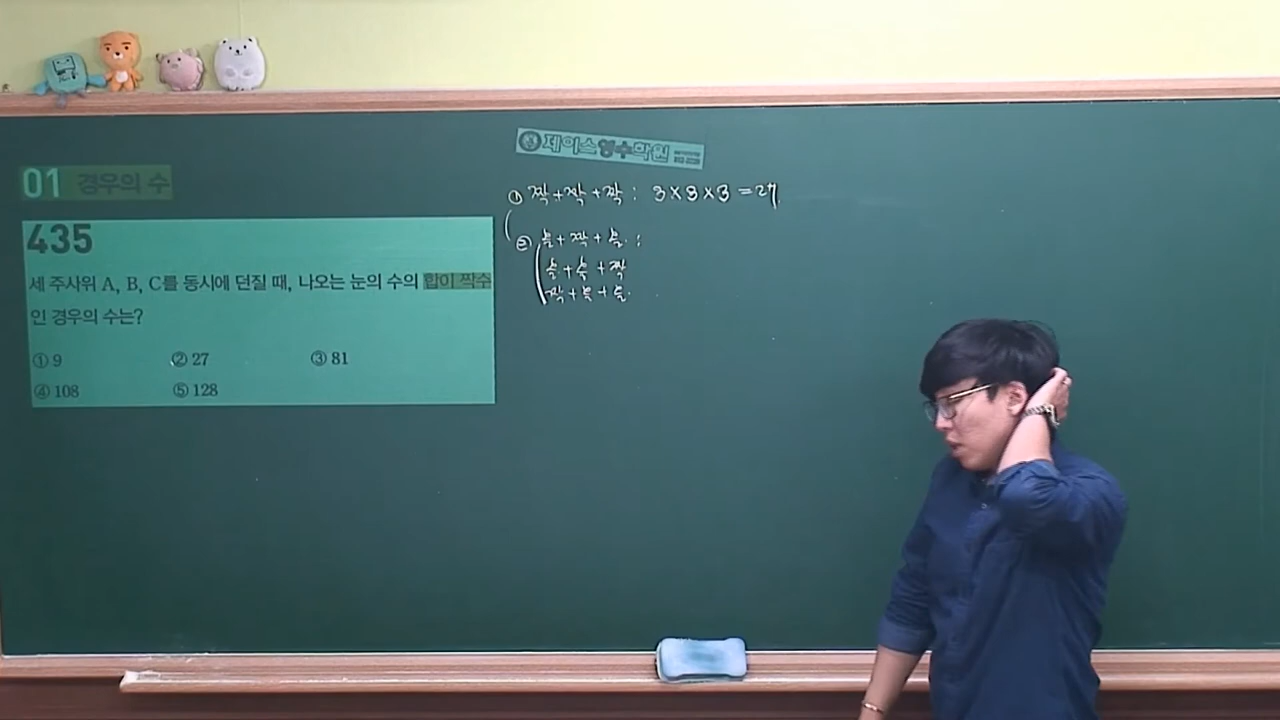 제이스영수학원
01 경우의 수
435
세 주사위 A, B, C를 동시에 던질 때, 나오는 눈의 수의 합이 짝수
인 경우의 수는?
① 9 ② 27 ③ 81
④ 108 ⑤ 128
① 짝+짝+짝 : 3×3×3 =27
② 홀+짝+홀 :
홀+홀+짝
짝+홀+홀